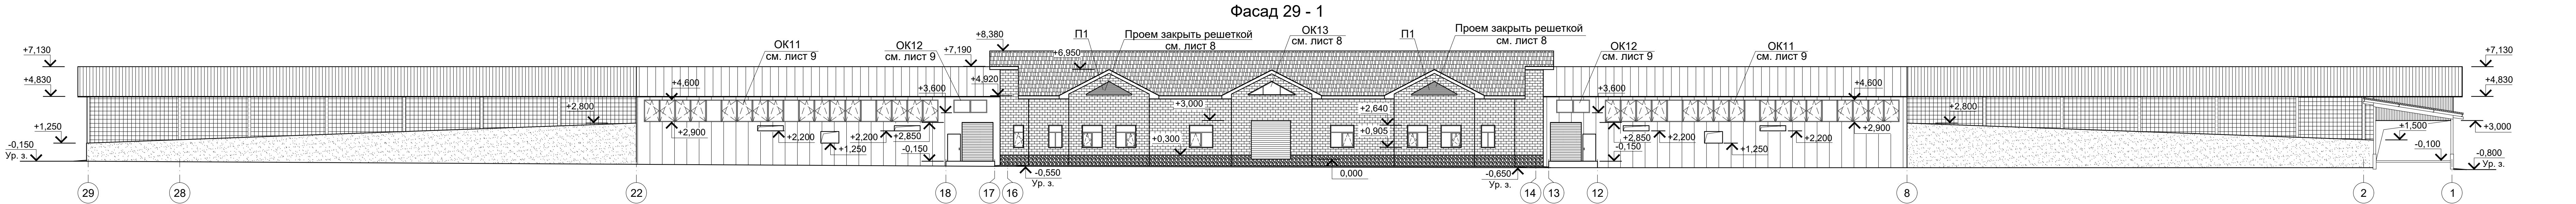 Фасад 29 - 1
+7,130
+4,830
+1,250
-0,150
Ур. з.
+2,800
ОК11
см. лист 9
+4,600
+2,900
+2,200
+1,250
+2,200
+2,850
-0,150
ОК12
см. лист 9
+3,600
+7,190
+4,920
+8,380
+6,950
П1
Проем закрыть решеткой
см. лист 8
+3,000
+0,300
ОК13
см. лист 8
+2,640
+0,905
П1
Проем закрыть решеткой
см. лист 8
-0,550
Ур. з.
0,000
-0,650
Ур. з.
ОК12
см. лист 9
+3,600
+2,850
-0,150
+2,200
+1,250
ОК11
см. лист 9
+2,200
+4,600
+2,900
+2,800
+7,130
+4,830
+3,000
+1,500
-0,100
-0,800
Ур. з.
29
28
22
18
17
16
14
13
12
8
2
1